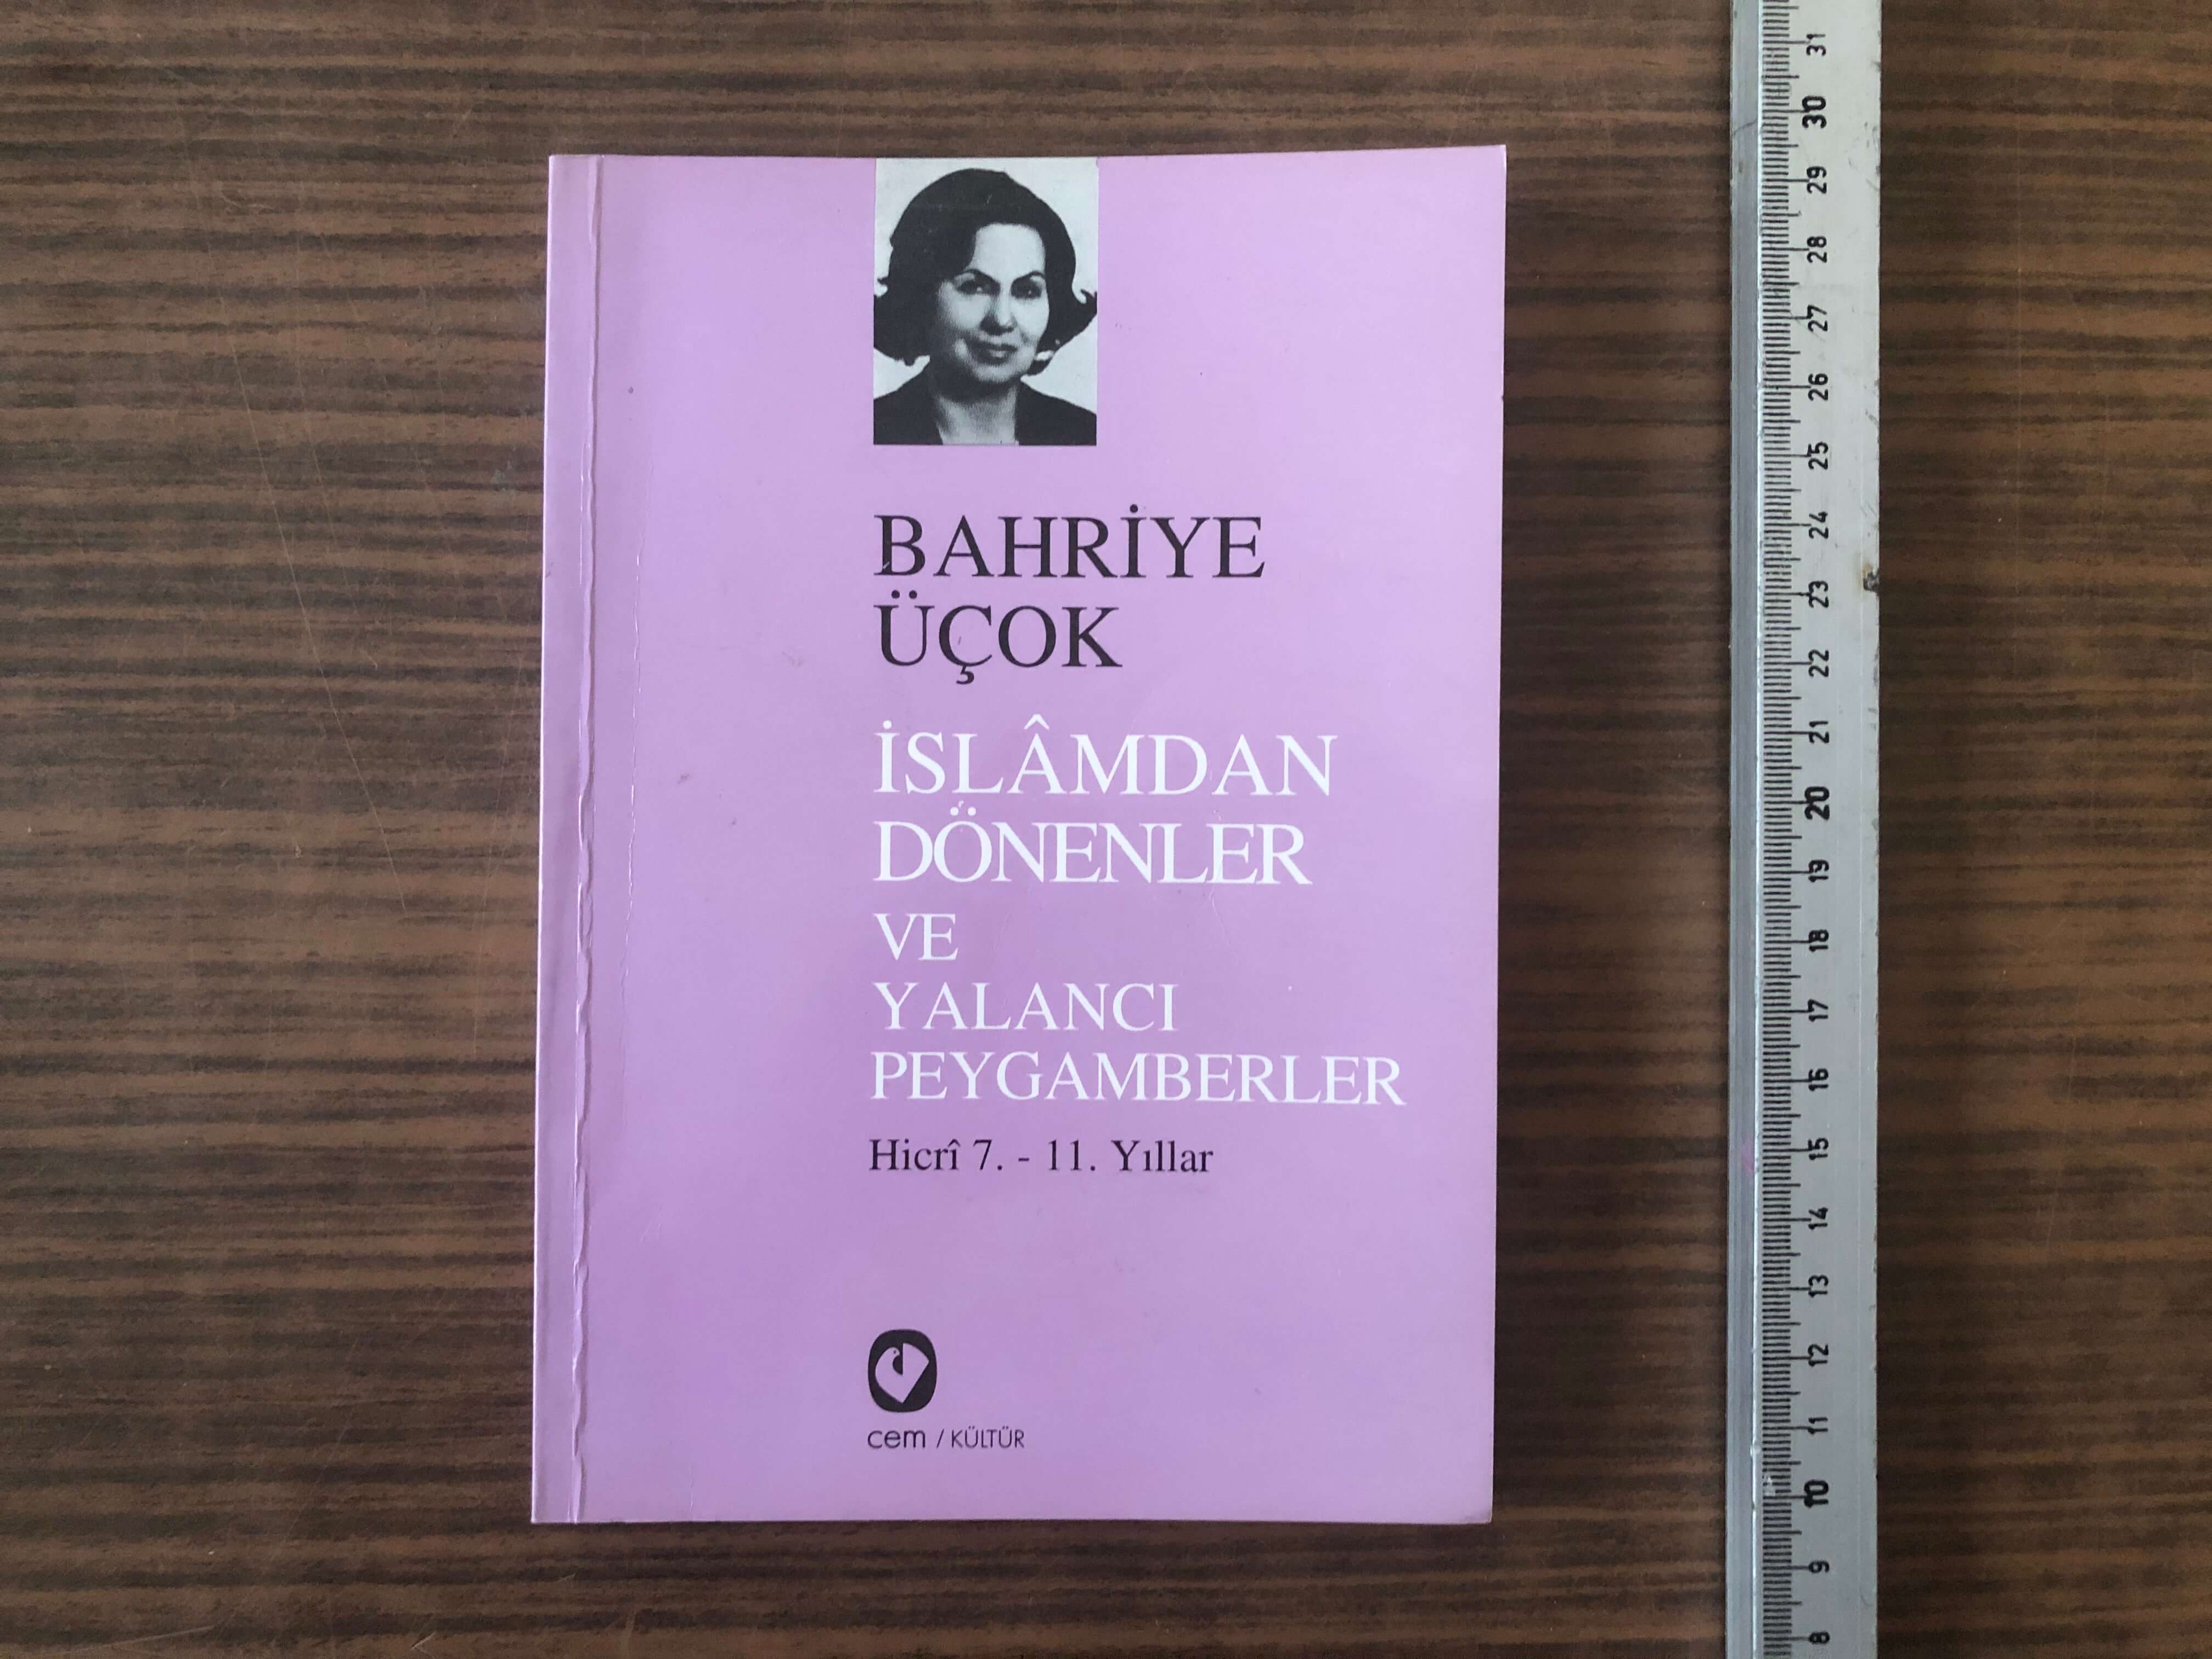 BAHRİYE
ÜÇOK
İSLÂMDAN
DÖNENLER
VE
YALANCI
PEYGAMBERLER
Hicrî 7. - 11. Yıllar
cem / KÜLTÜR
31
30
29
28
27
26
25
24
23
22
21
20
19
18
17
16
15
14
13
12
11
10
9
8